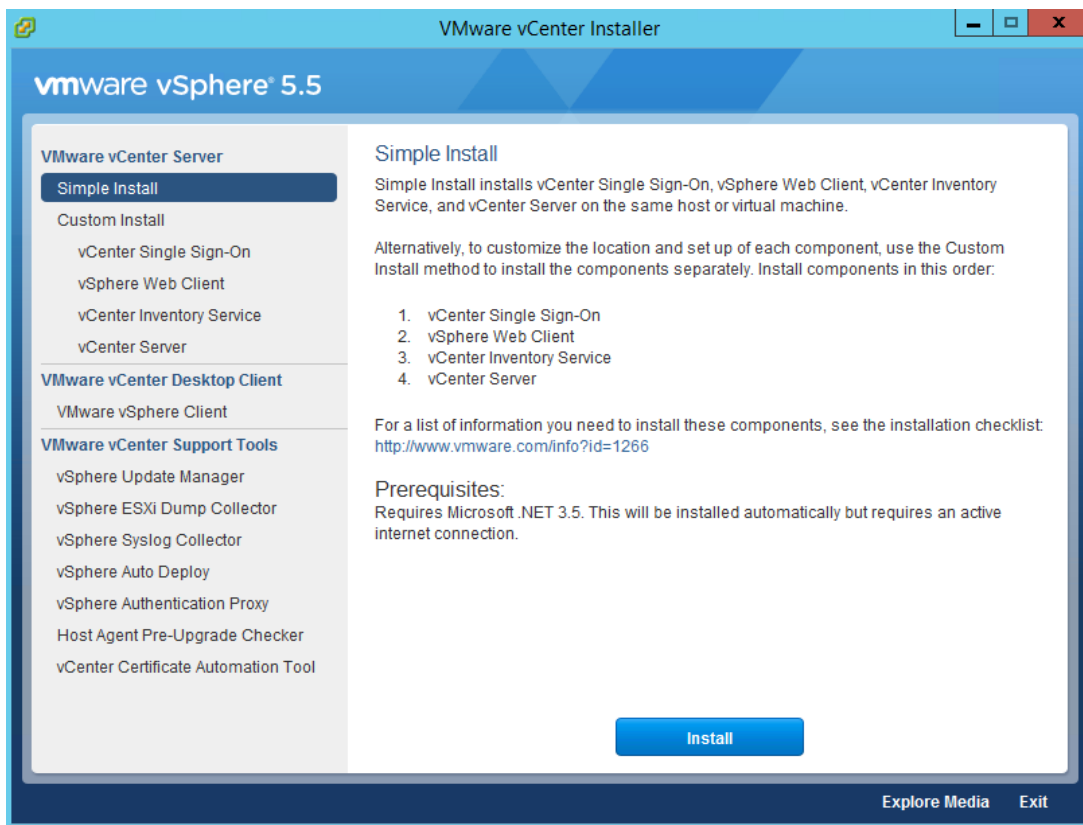 VMware vCenter Installer
vmware vSphere® 5.5
VMware vCenter Server
Simple Install
Custom Install
vCenter Single Sign-On
vSphere Web Client
vCenter Inventory Service
vCenter Server
VMware vCenter Desktop Client
VMware vSphere Client
VMware vCenter Support Tools
vSphere Update Manager
vSphere ESXi Dump Collector
vSphere Syslog Collector
vSphere Auto Deploy
vSphere Authentication Proxy
Host Agent Pre-Upgrade Checker
vCenter Certificate Automation Tool
Simple Install
Simple Install installs vCenter Single Sign-On, vSphere Web Client, vCenter Inventory
Service, and vCenter Server on the same host or virtual machine.
Alternatively, to customize the location and set up of each component, use the Custom
Install method to install the components separately. Install components in this order:
1. vCenter Single Sign-On
2. vSphere Web Client
3. vCenter Inventory Service
4. vCenter Server
For a list of information you need to install these components, see the installation checklist:
http://www.vmware.com/info?id=1266
Prerequisites:
Requires Microsoft .NET 3.5. This will be installed automatically but requires an active
internet connection.
Install
Explore Media Exit